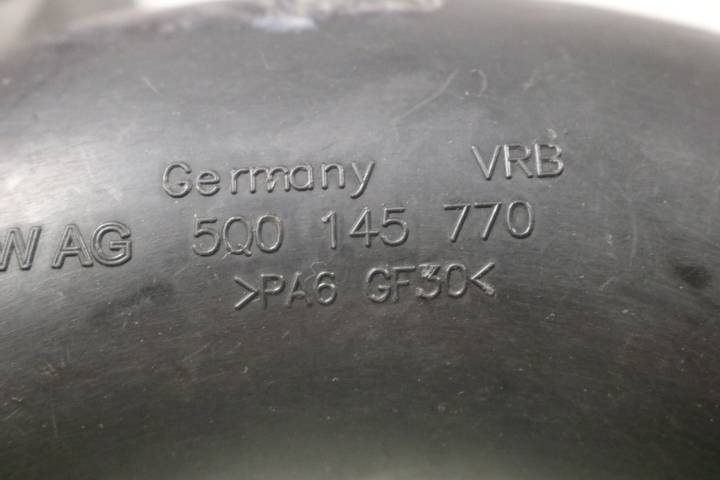 Germany VRB
W AG 5Q0 145 770
>PA6 GF30<